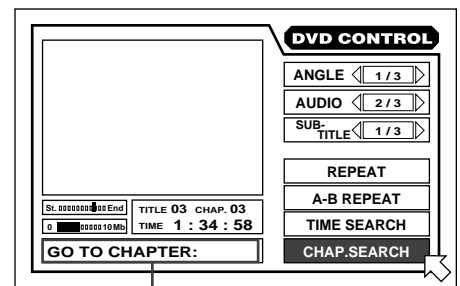 DVD CONTROL
ANGLE 1 / 3
AUDIO 2 / 3
SUB-
TITLE 1 / 3
REPEAT
A-B REPEAT
TIME SEARCH
CHAP.SEARCH
St. End
0 10Mb
TITLE 03 CHAP. 03
TIME 1 : 34 : 58
GO TO CHAPTER: